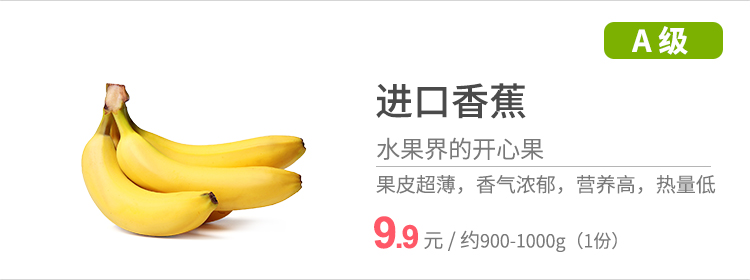 A 级
进口香蕉
水果界的开心果
果皮超薄，香气浓郁，营养高，热量低
9.9 元 / 约900-1000g（1份）